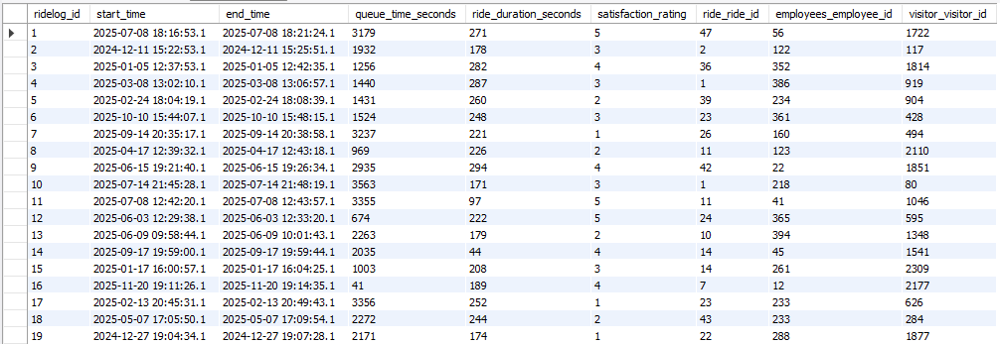 ridelog_id start_time end_time queue_time_seconds ride_duration_seconds satisfaction_rating ride_ride_id employees_employee_id visitor_visitor_id
1 2025-07-08 18:16:53.1 2025-07-08 18:21:24.1 3179 271 5 47 56 1722
2 2024-12-11 15:22:53.1 2024-12-11 15:25:51.1 1932 178 3 2 122 117
3 2025-01-05 12:37:53.1 2025-01-05 12:42:35.1 1256 282 4 36 352 1814
4 2025-03-08 13:02:10.1 2025-03-08 13:06:57.1 1440 287 3 1 386 919
5 2025-02-24 18:04:19.1 2025-02-24 18:08:39.1 1431 260 2 39 234 904
6 2025-10-10 15:44:07.1 2025-10-10 15:48:15.1 1524 248 3 23 361 428
7 2025-09-14 20:35:17.1 2025-09-14 20:38:58.1 3237 221 1 26 160 494
8 2025-04-17 12:39:32.1 2025-04-17 12:43:18.1 969 226 2 11 123 2110
9 2025-06-15 19:21:40.1 2025-06-15 19:26:34.1 2935 294 4 42 22 1851
10 2025-07-14 21:45:28.1 2025-07-14 21:48:19.1 3563 171 3 1 218 80
11 2025-07-08 12:42:20.1 2025-07-08 12:43:57.1 3355 97 5 11 41 1046
12 2025-06-03 12:29:38.1 2025-06-03 12:33:20.1 674 222 5 24 365 595
13 2025-06-09 09:58:44.1 2025-06-09 10:01:43.1 2263 179 2 10 394 1348
14 2025-09-17 19:59:00.1 2025-09-17 19:59:44.1 2035 44 4 14 45 1541
15 2025-01-17 16:00:57.1 2025-01-17 16:04:25.1 1003 208 3 14 261 2309
16 2025-11-20 19:11:26.1 2025-11-20 19:14:35.1 41 189 4 7 12 2177
17 2025-02-13 20:45:31.1 2025-02-13 20:49:43.1 3356 252 1 23 233 626
18 2025-05-07 17:05:50.1 2025-05-07 17:09:54.1 2272 244 2 43 233 284
19 2024-12-27 19:04:34.1 2024-12-27 19:07:28.1 2171 174 1 22 288 1877